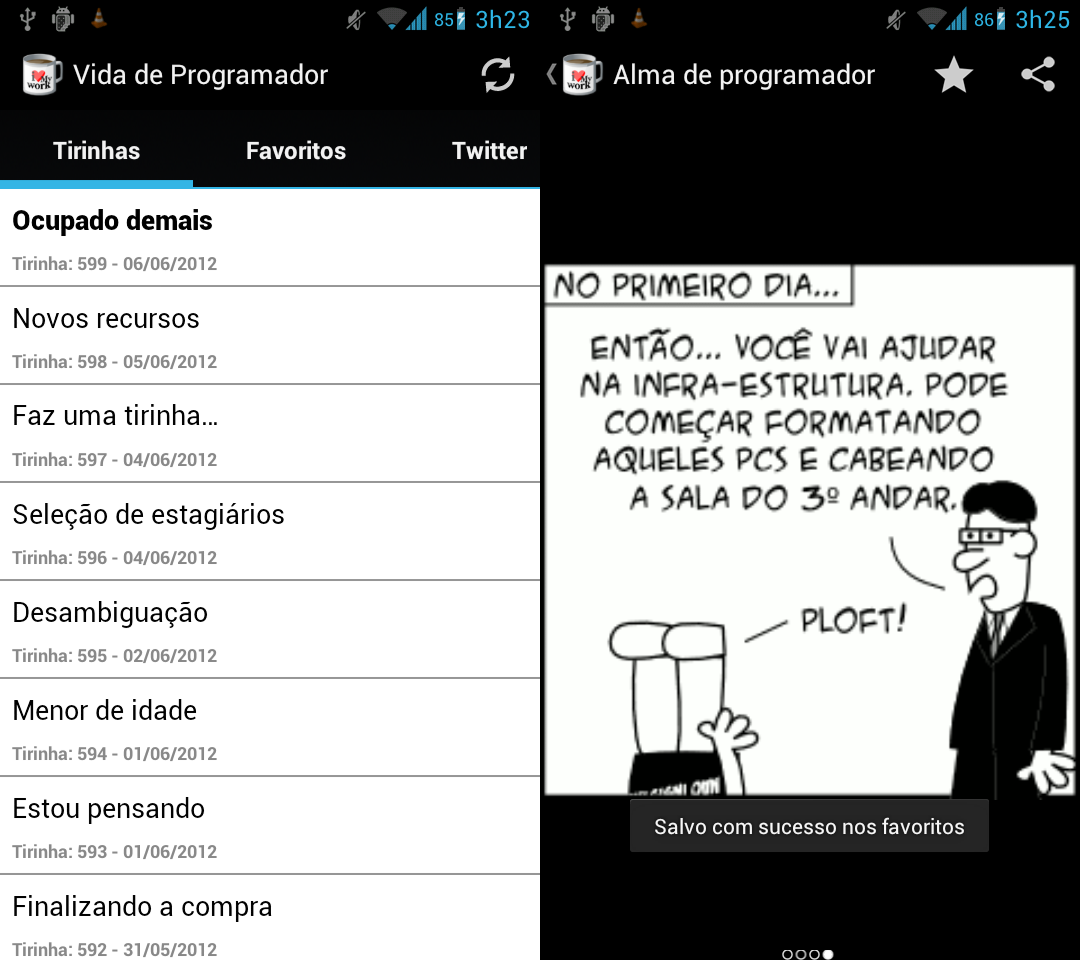 85 3h23
My work Vida de Programador
Tirinhas Favoritos Twitter
Ocupado demais
Tirinha: 599 - 06/06/2012
Novos recursos
Tirinha: 598 - 05/06/2012
Faz uma tirinha...
Tirinha: 597 - 04/06/2012
Seleção de estagiários
Tirinha: 596 - 04/06/2012
Desambiguação
Tirinha: 595 - 02/06/2012
Menor de idade
Tirinha: 594 - 01/06/2012
Estou pensando
Tirinha: 593 - 01/06/2012
Finalizando a compra
Tirinha: 592 - 31/05/2012
86 3h25
My work Alma de programador
NO PRIMEIRO DIA...
ENTÃO... VOCÊ VAI AJUDAR
NA INFRA-ESTRUTURA. PODE
COMEÇAR FORMATANDO
AQUELES PCS E CABEANDO
A SALA DO 3º ANDAR.
PLOFT!
Salvo com sucesso nos favoritos